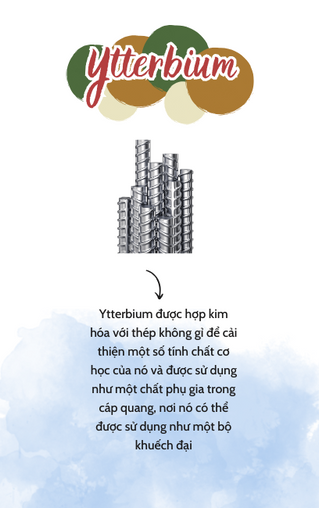 Ytterbium
Ytterbium được hợp kim
hóa với thép không gỉ để cải
thiện một số tính chất cơ
học của nó và được sử dụng
như một chất phụ gia trong
cáp quang, nơi nó có thể
được sử dụng như một bộ
khuếch đại